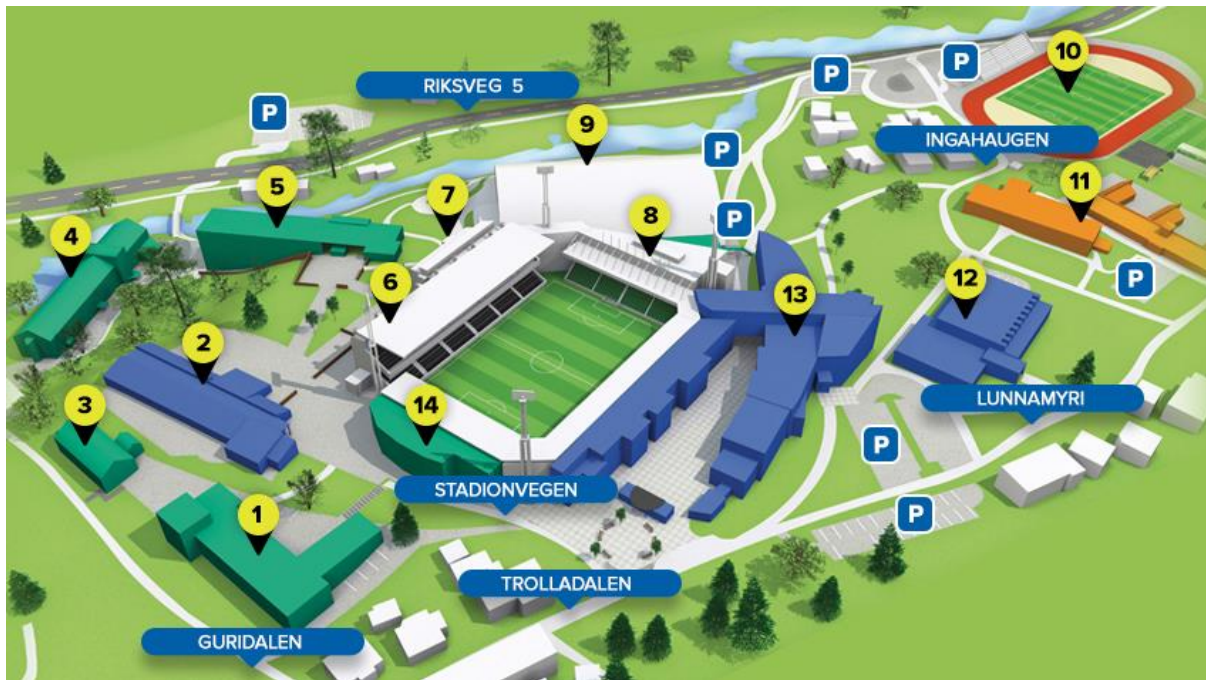 10
P
P
RIKSVEG 5
P
9
INGAHAUGEN
P
5
11
7
8
P
4
P
6
12
13
2
3
14
LUNNAMYRI
P
STADIONVEGEN
1
P
TROLLADALEN
GURIDALEN